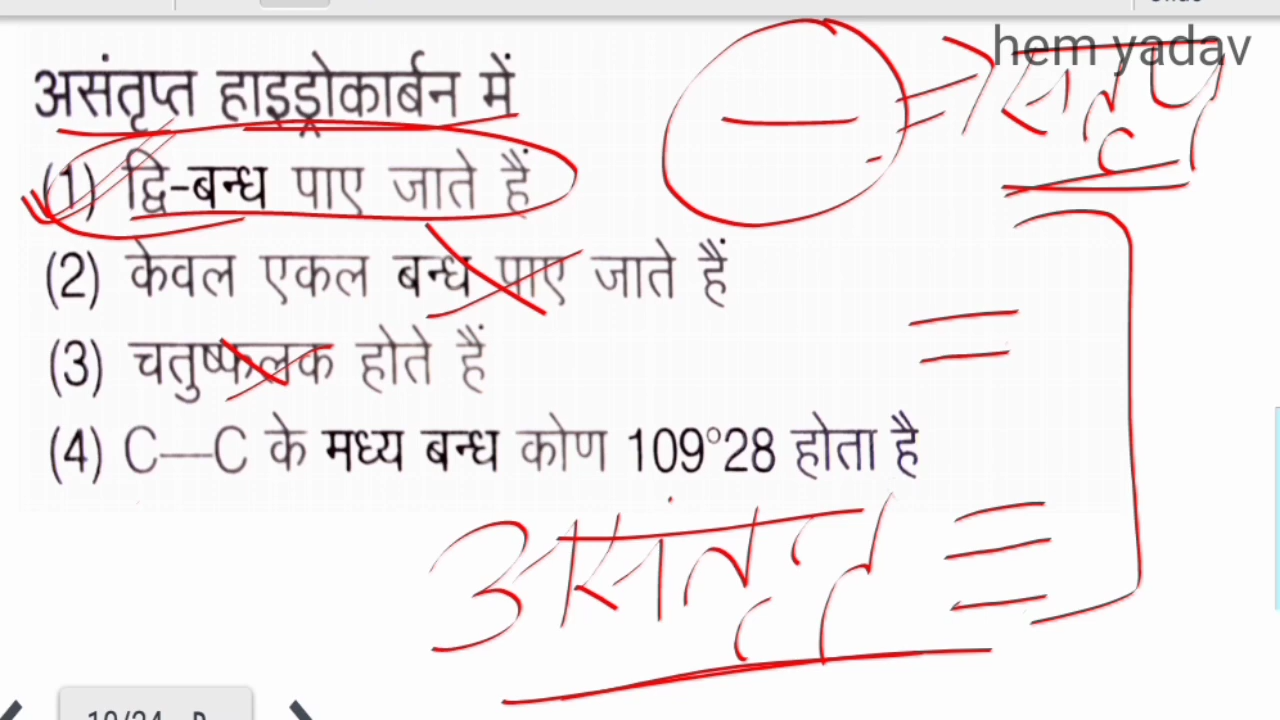 hem yadav
असंतृप्त हाइड्रोकार्बन में
(1) द्वि-बन्ध पाए जाते हैं
(2) केवल एकल बन्ध पाए जाते हैं
(3) चतुष्फलक होते हैं
(4) C—C के मध्य बन्ध कोण 109°28 होता है